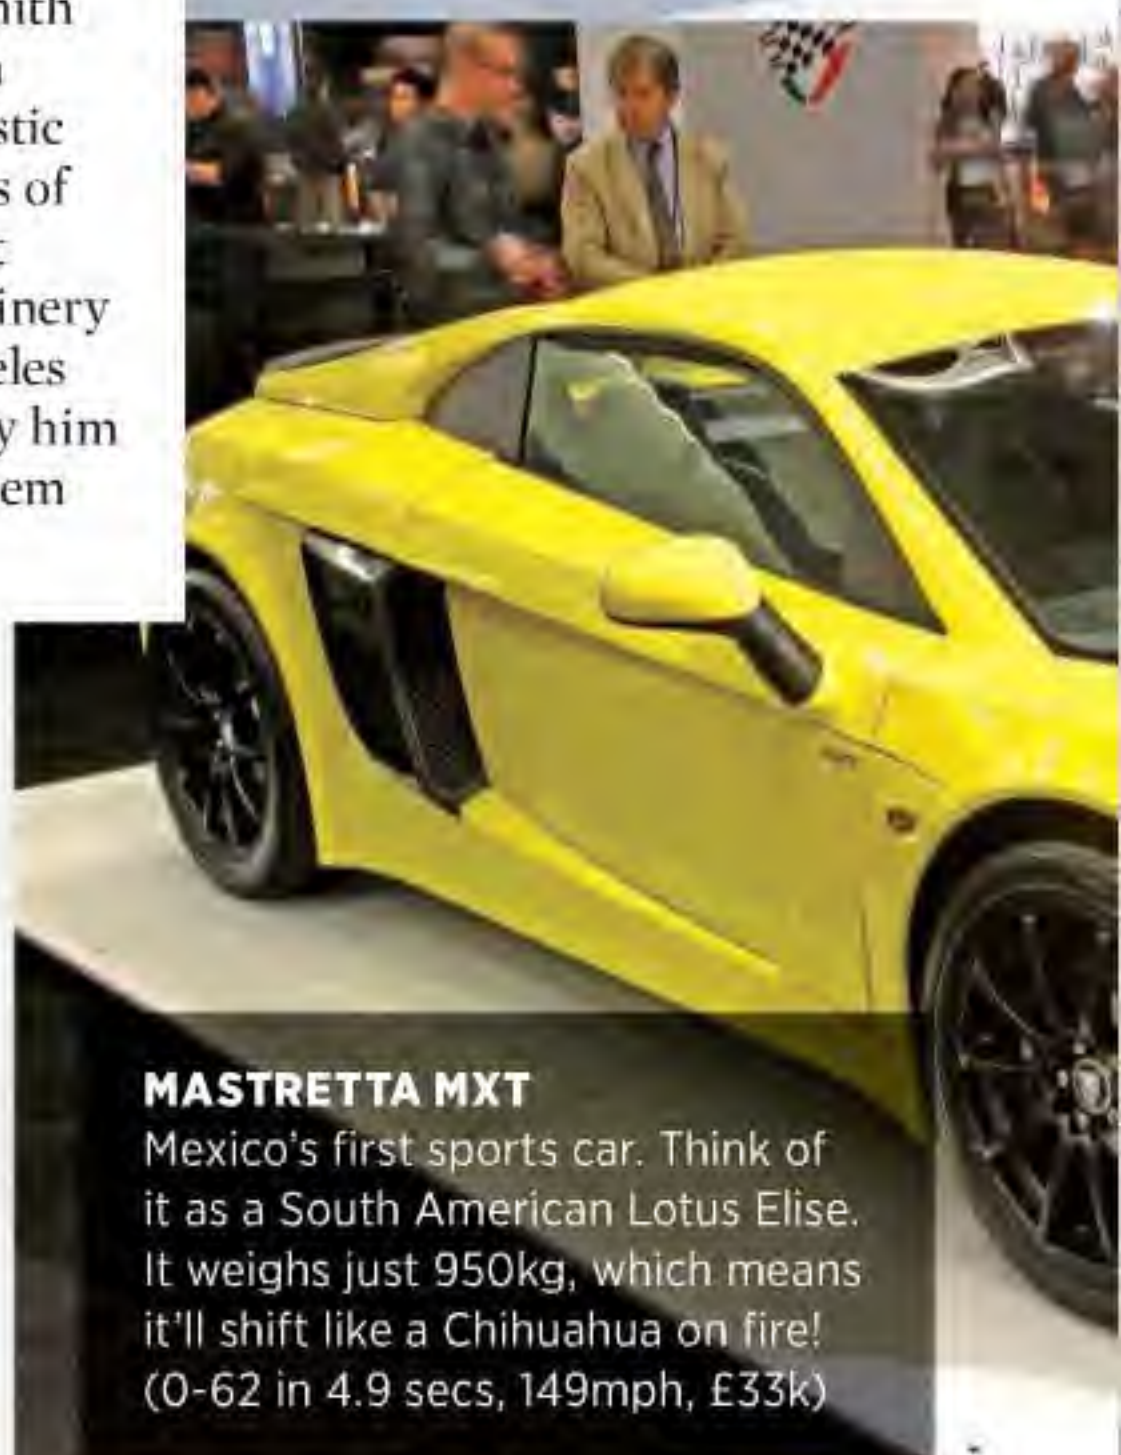 stic
s of
inery
eles
y him
em
MASTRETTA MXT
Mexico's first sports car. Think of
it as a South American Lotus Elise.
It weighs just 950kg, which means
it'll shift like a Chihuahua on fire!
(0-62 in 4.9 secs, 149mph, £33k)